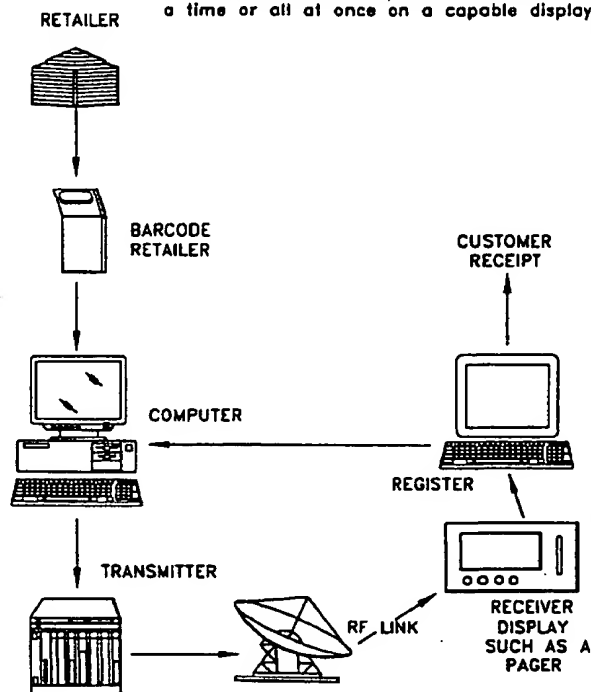 a time or all at once on a capable display
RETAILER
BARCODE
RETAILER
CUSTOMER
RECEIPT
COMPUTER
REGISTER
TRANSMITTER
RF LINK
RECEIVER
DISPLAY
SUCH AS A
PAGER